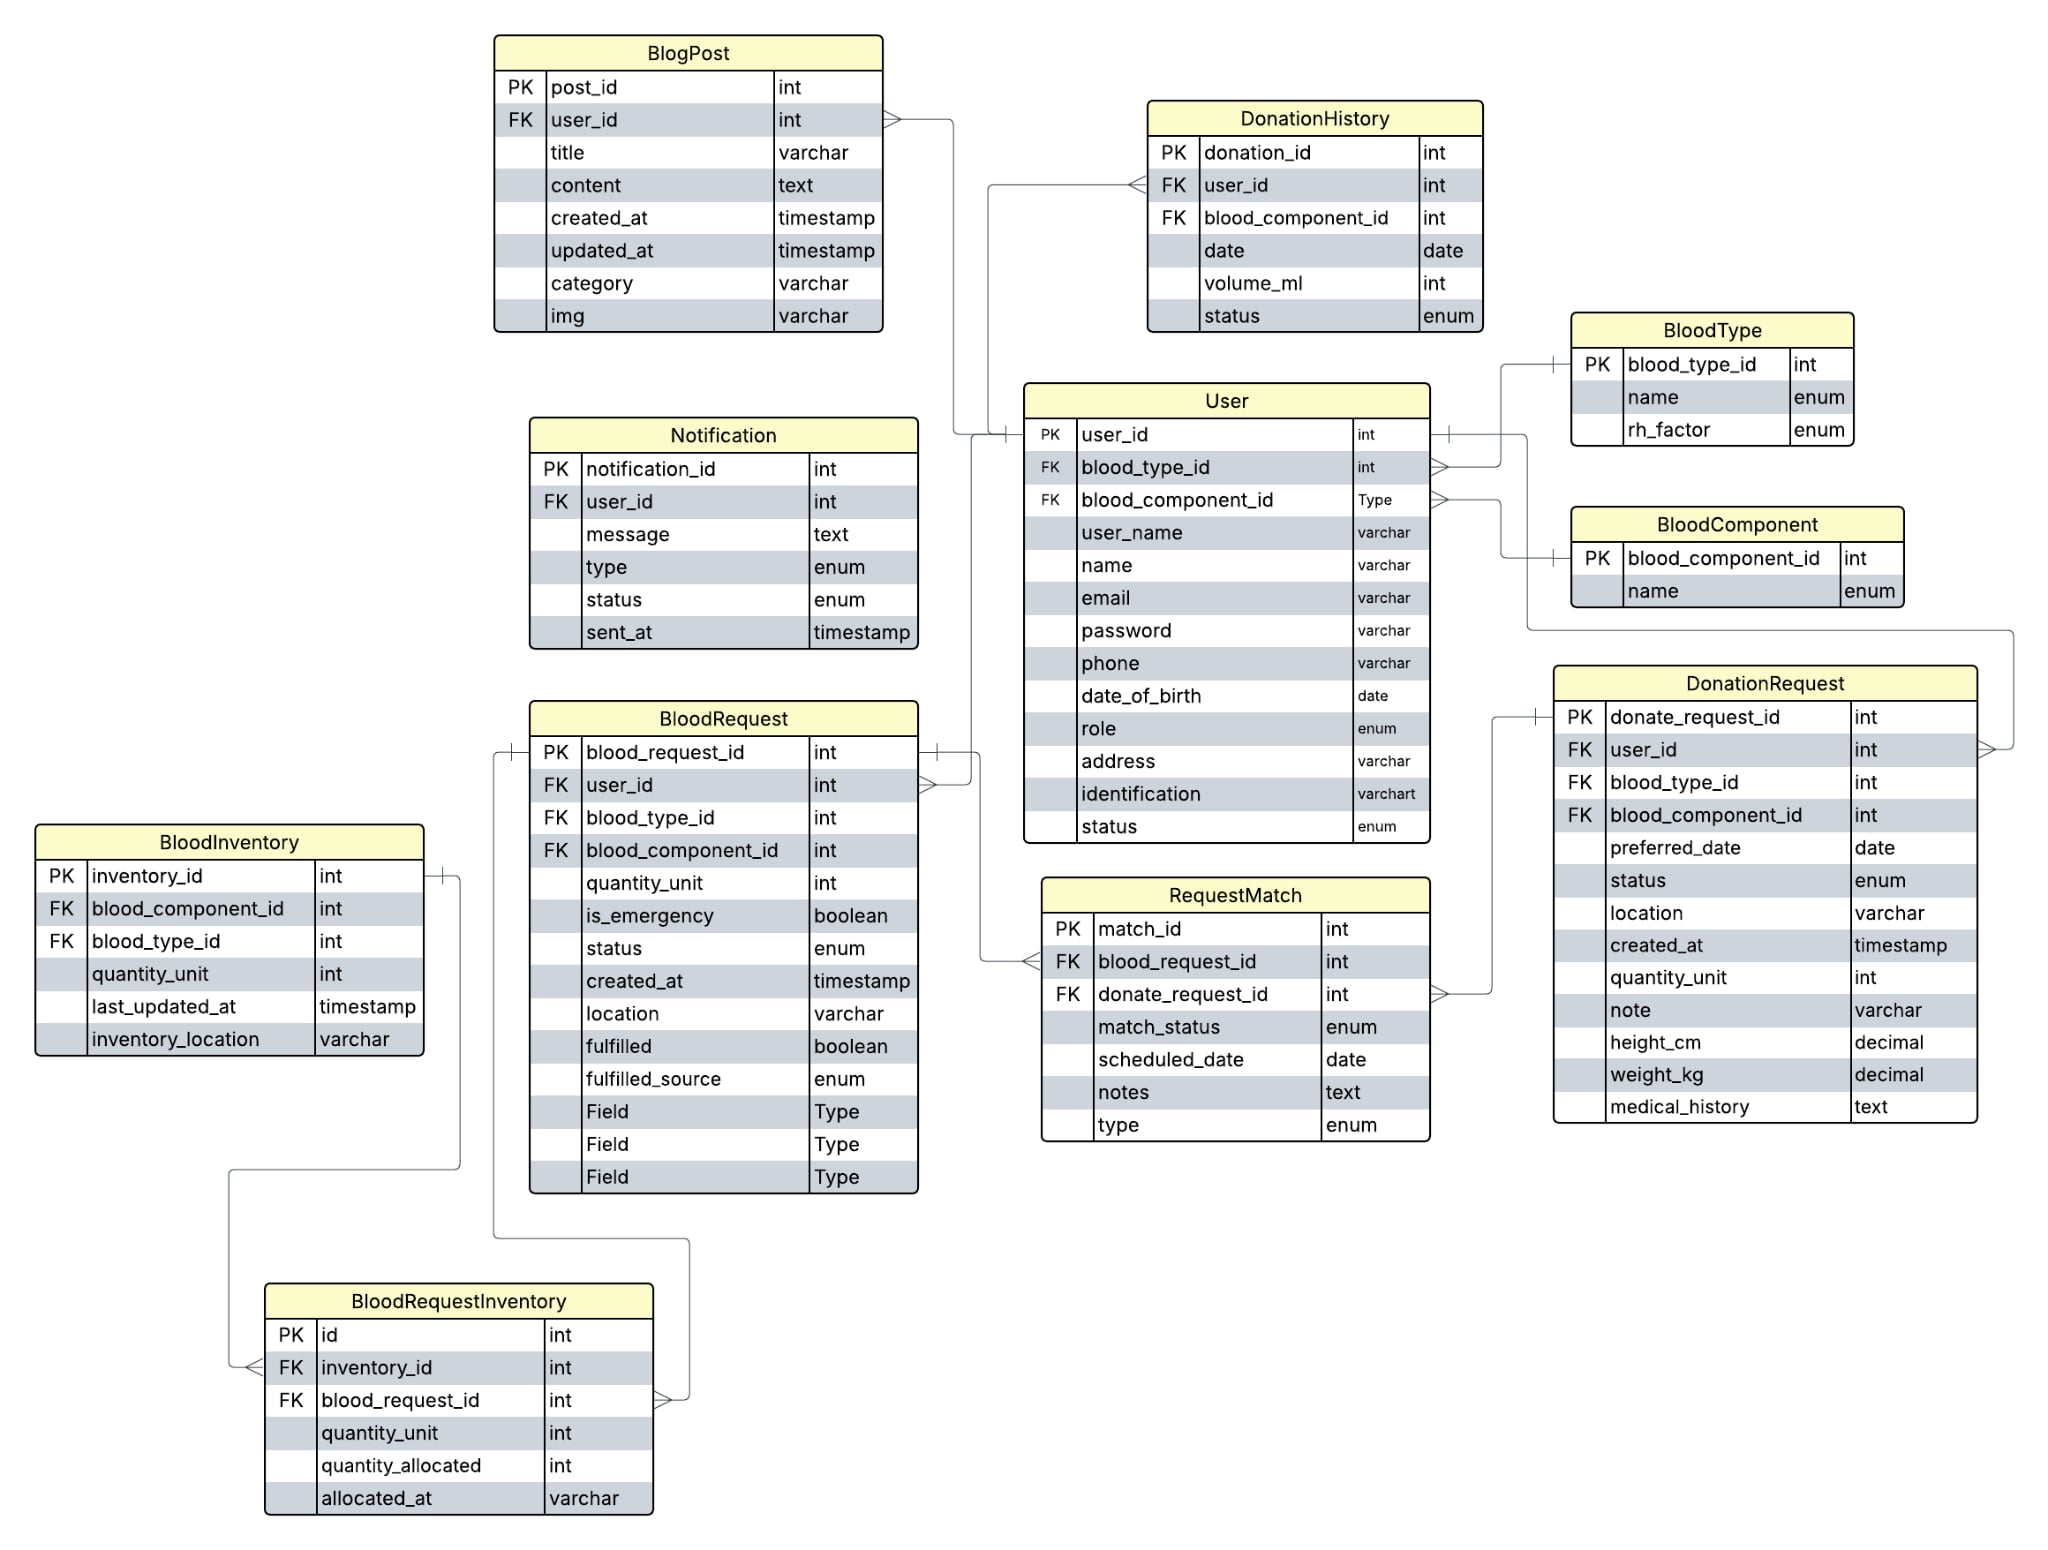 BlogPost
PK post_id int
FK user_id int
title varchar
content text
created_at timestamp
updated_at timestamp
category varchar
img varchar
DonationHistory
PK donation_id int
FK user_id int
FK blood_component_id int
date date
volume_ml int
status enum
BloodType
PK blood_type_id int
name enum
rh_factor enum
User
PK user_id int
FK blood_type_id int
FK blood_component_id Type
user_name varchar
name varchar
email varchar
password varchar
phone varchar
date_of_birth date
role enum
address varchar
identification varchart
status enum
Notification
PK notification_id int
FK user_id int
message text
type enum
status enum
sent_at timestamp
BloodComponent
PK blood_component_id int
name enum
DonationRequest
PK donate_request_id int
FK user_id int
FK blood_type_id int
FK blood_component_id int
preferred_date date
status enum
location varchar
created_at timestamp
quantity_unit int
note varchar
height_cm decimal
weight_kg decimal
medical_history text
BloodRequest
PK blood_request_id int
FK user_id int
FK blood_type_id int
FK blood_component_id int
quantity_unit int
is_emergency boolean
status enum
created_at timestamp
location varchar
fulfilled boolean
fulfilled_source enum
Field Type
Field Type
Field Type
BloodInventory
PK inventory_id int
FK blood_component_id int
FK blood_type_id int
quantity_unit int
last_updated_at timestamp
inventory_location varchar
RequestMatch
PK match_id int
FK blood_request_id int
FK donate_request_id int
match_status enum
scheduled_date date
notes text
type enum
BloodRequestInventory
PK id int
FK inventory_id int
FK blood_request_id int
quantity_unit int
quantity_allocated int
allocated_at varchar